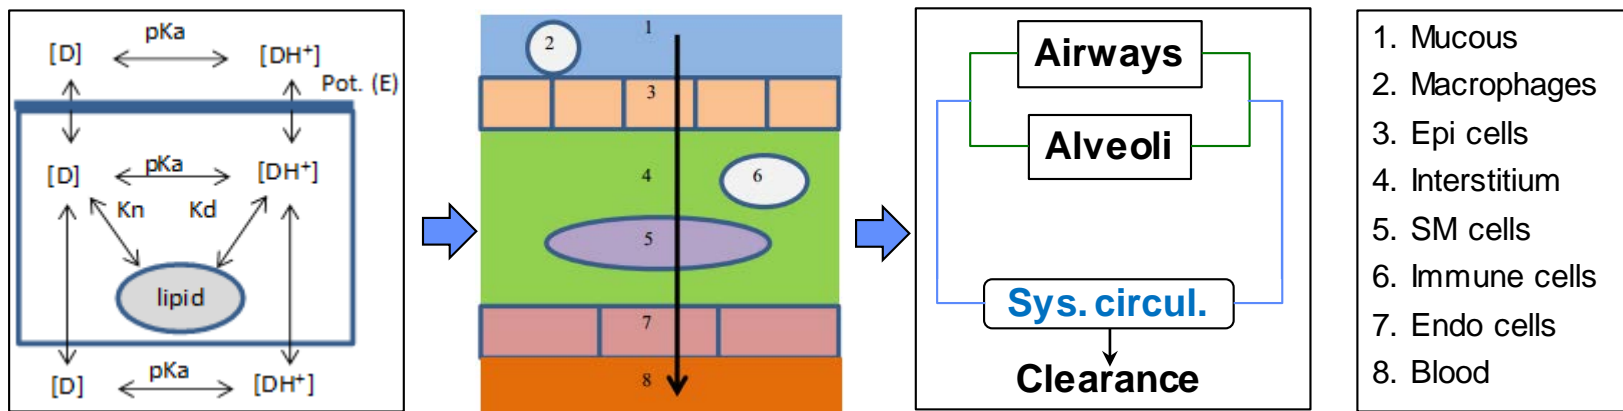 pKa
[D]
[DH+]
Pot. (E)
[D]
pKa
[DH+]
Kn
Kd
lipid
[D]
pKa
[DH+]
1
2
3
4
6
5
7
8
Airways
Alveoli
Sys. circul.
Clearance
1. Mucous
2. Macrophages
3. Epi cells
4. Interstitium
5. SM cells
6. Immune cells
7. Endo cells
8. Blood